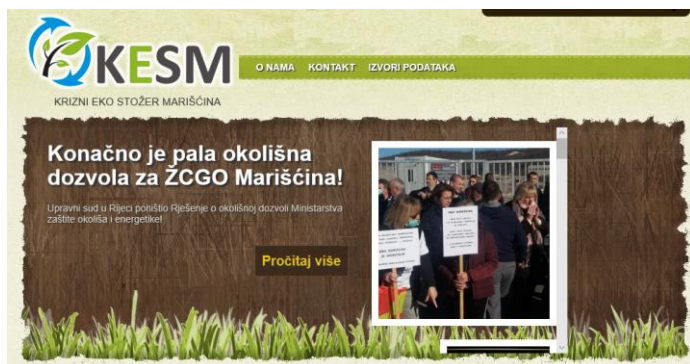 KESM
O NAMA KONTAKT IZVORI PODATAKA
KRIZNI EKO STOŽER MARIŠĆINA
Konačno je pala okolišna
dozvola za ŽCGO Marišćina!
Upravni sud u Rijeci poništio Rješenje o okolišnoj dozvoli Ministarstva
zaštite okoliša i energetike!
Pročitaj više